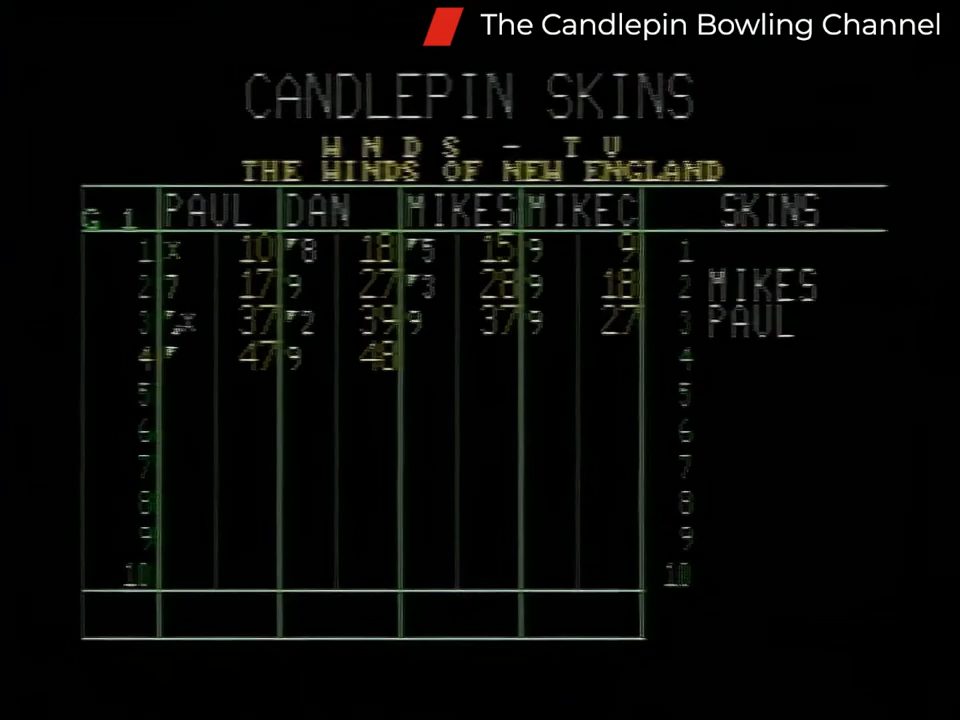 The Candlepin Bowling Channel
CANDLEPIN SKINS
W N D S - T V
THE WINDS OF NEW ENGLAND
G 1 PAUL DAN MIKES MIKEC SKINS
1 X 10 8 18 5 15 9 9 1
2 7 17 9 27 3 28 9 18 2 MIKES
3 X 37 2 39 9 37 9 27 3 PAUL
4 47 9 48 4
5 5
6 6
7 7
8 8
9 9
10 10